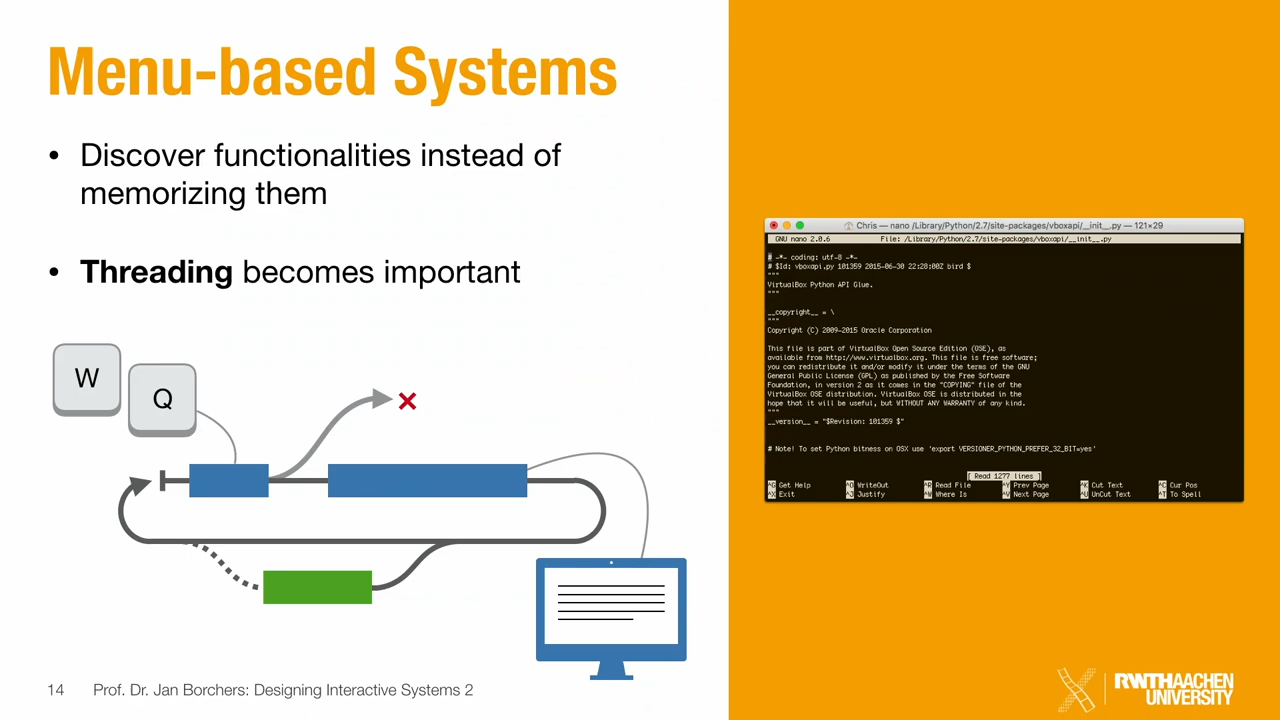 Menu-based Systems
• Discover functionalities instead of
memorizing them
• Threading becomes important
W
Q
Chris — nano /Library/Python/2.7/site-packages/vboxapi/__init__.py — 121×29
GNU nano 2.0.6 File: /Library/Python/2.7/site-packages/vboxapi/__init__.py
# -*- coding: utf-8 -*-
# $Id: vboxapi.py 101359 2015-06-30 22:28:00Z bird $
"""
VirtualBox Python API Glue.
"""
__copyright__ = \
"""
Copyright (C) 2009-2015 Oracle Corporation
This file is part of VirtualBox Open Source Edition (OSE), as
available from http://www.virtualbox.org. This file is free software;
you can redistribute it and/or modify it under the terms of the GNU
General Public License (GPL) as published by the Free Software
Foundation, in version 2 as it comes in the "COPYING" file of the
VirtualBox OSE distribution. VirtualBox OSE is distributed in the
hope that it will be useful, but WITHOUT ANY WARRANTY of any kind.
"""
__version__ = "$Revision: 101359 $"
# Note! To set Python bitness on OSX use 'export VERSIONER_PYTHON_PREFER_32_BIT=yes'
[ Read 1277 lines ]
^G Get Help ^O WriteOut ^R Read File ^Y Prev Page ^K Cut Text ^C Cur Pos
^X Exit ^J Justify ^W Where Is ^V Next Page ^U UnCut Text ^T To Spell
14 Prof. Dr. Jan Borchers: Designing Interactive Systems 2
RWTHAACHEN
UNIVERSITY